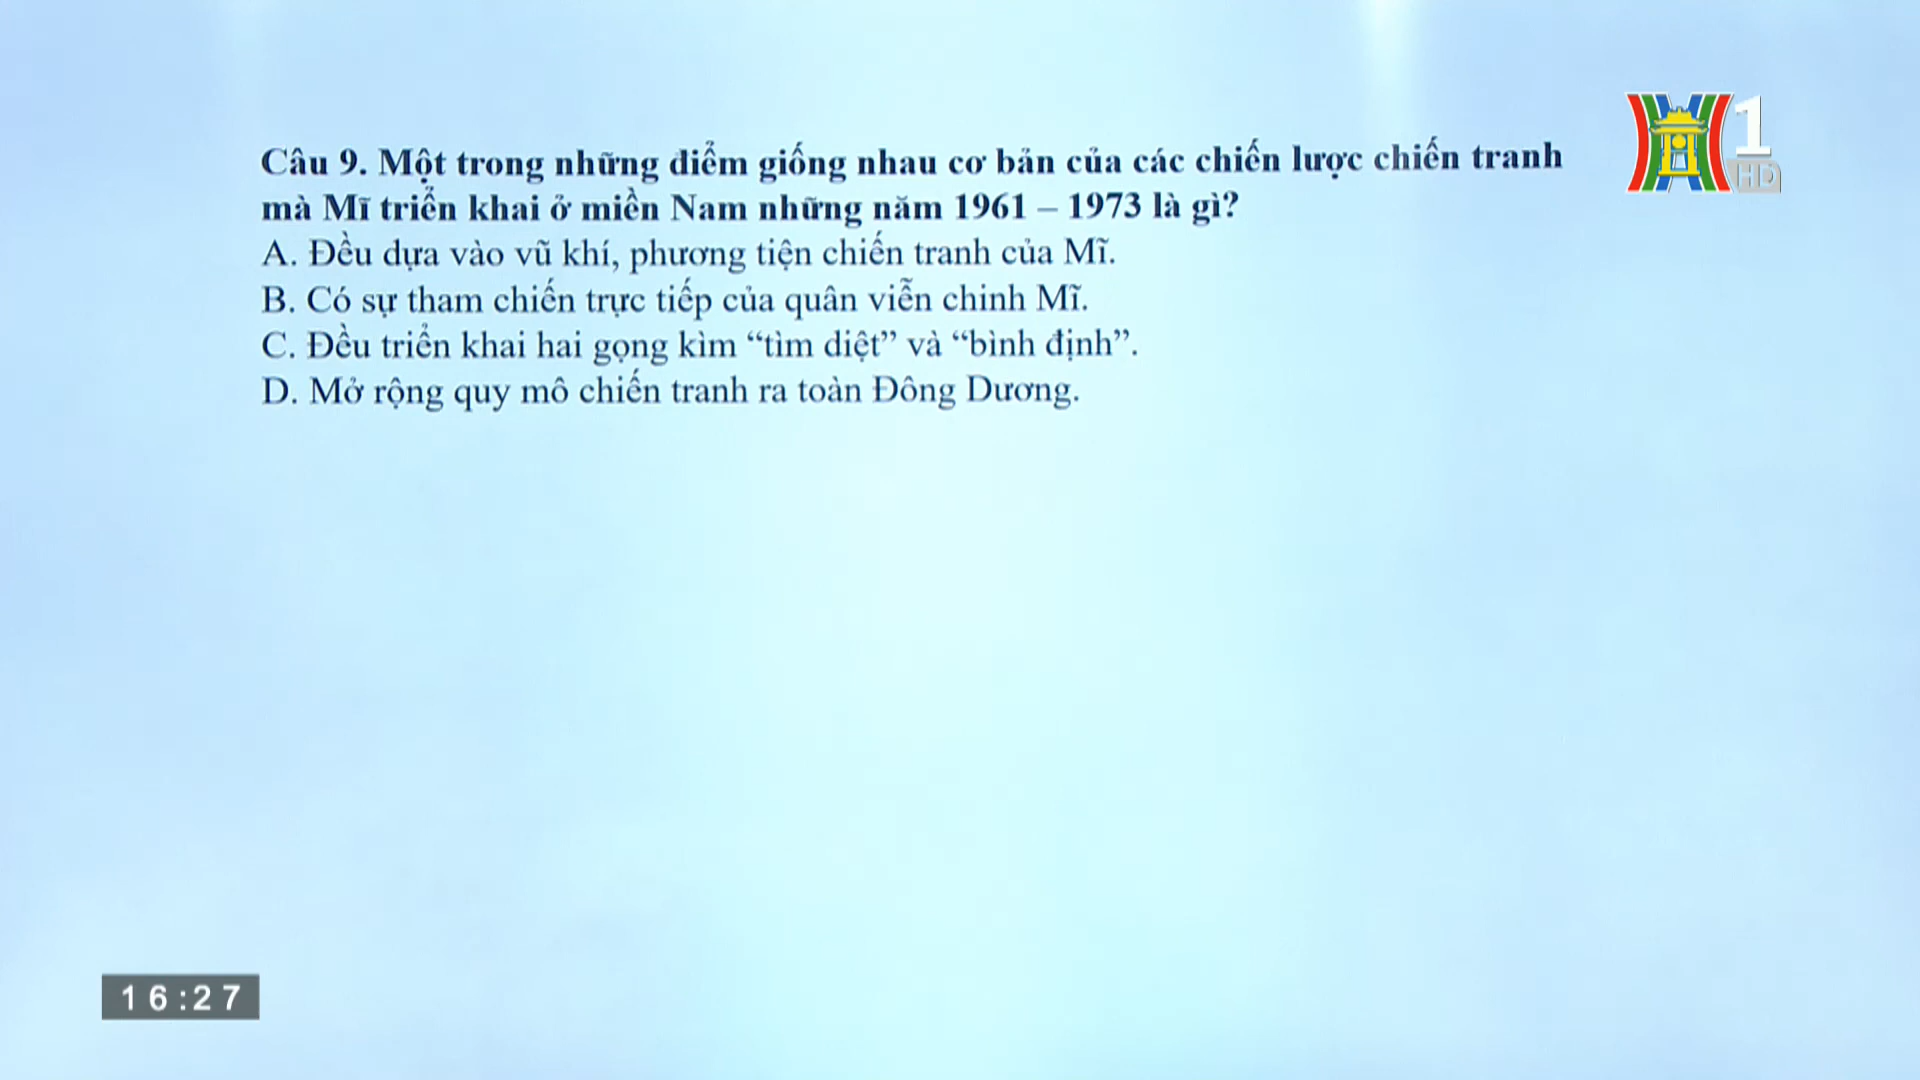 Câu 9. Một trong những điểm giống nhau cơ bản của các chiến lược chiến tranh
mà Mĩ triển khai ở miền Nam những năm 1961 – 1973 là gì?
A. Đều dựa vào vũ khí, phương tiện chiến tranh của Mĩ.
B. Có sự tham chiến trực tiếp của quân viễn chinh Mĩ.
C. Đều triển khai hai gọng kìm “tìm diệt” và “bình định”.
D. Mở rộng quy mô chiến tranh ra toàn Đông Dương.
H1
HD
16:27